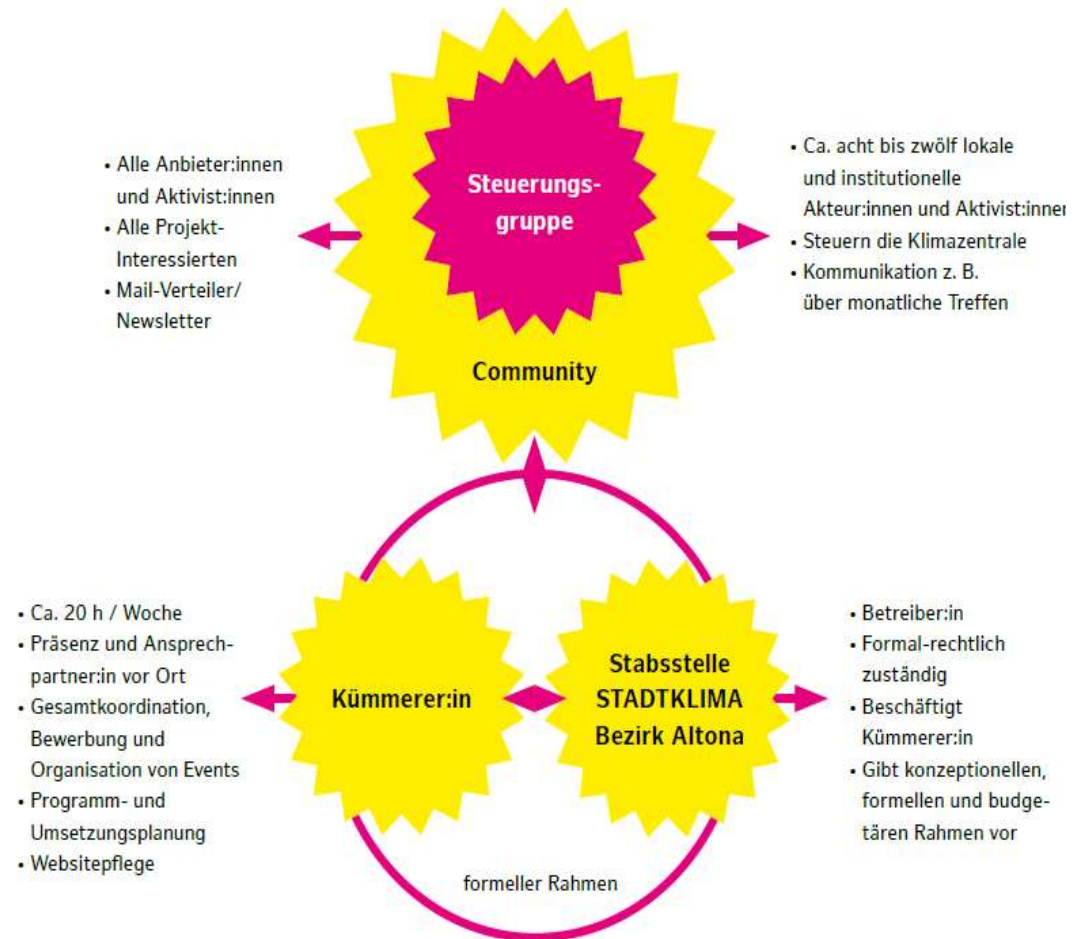 • Alle Anbieter:innen
und Aktivist:innen
• Alle Projekt-
Interessierten
• Mail-Verteiler/
Newsletter
Steuerungs-
gruppe
Community
• Ca. acht bis zwölf lokale
und institutionelle
Akteur:innen und Aktivist:innen
• Steuern die Klimazentrale
• Kommunikation z. B.
über monatliche Treffen
• Ca. 20 h / Woche
• Präsenz und Ansprech-
partner:in vor Ort
• Gesamtkoordination,
Bewerbung und
Organisation von Events
• Programm- und
Umsetzungsplanung
• Websitepflege
Kümmerer:in
Stabsstelle
STADTKLIMA
Bezirk Altona
• Betreiber:in
• Formal-rechtlich
zuständig
• Beschäftigt
Kümmerer:in
• Gibt konzeptionellen,
formellen und budge-
tären Rahmen vor
formeller Rahmen